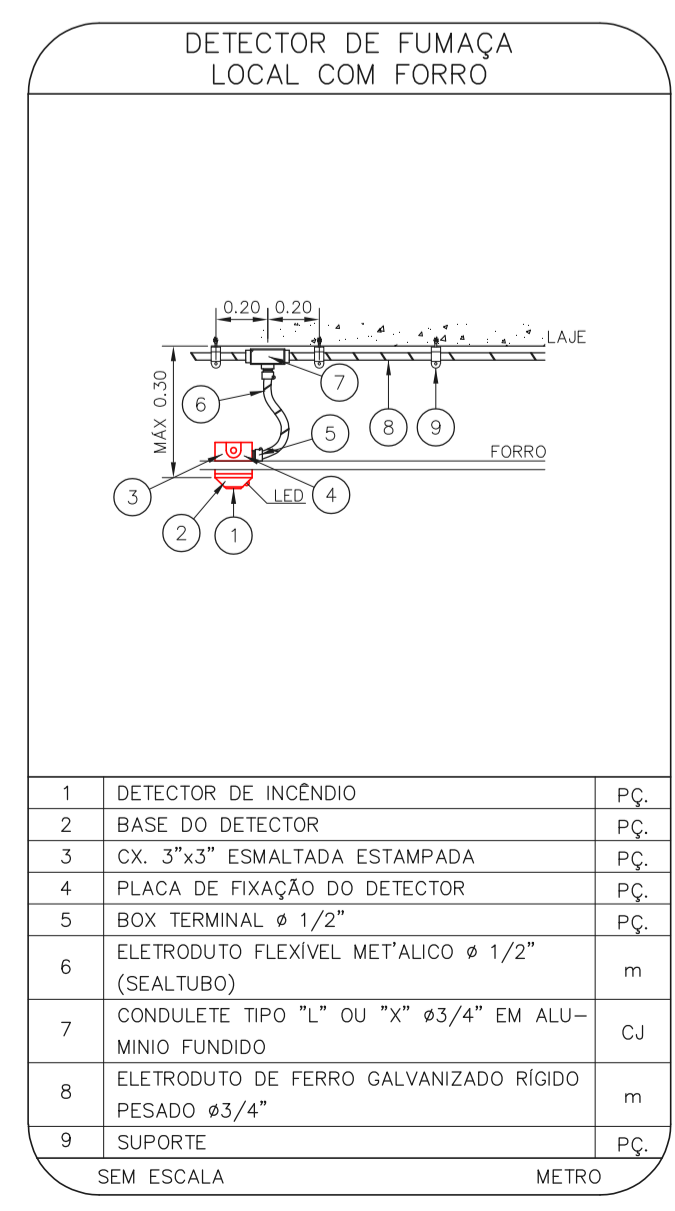 DETECTOR DE FUMAÇA
LOCAL COM FORRO
0.20 0.20
LAJE
MÁX 0.30
7
6
5
8
9
FORRO
3
4
LED
2
1
1 DETECTOR DE INCÊNDIO PÇ.
2 BASE DO DETECTOR PÇ.
3 CX. 3"x3" ESMALTADA ESTAMPADA PÇ.
4 PLACA DE FIXAÇÃO DO DETECTOR PÇ.
5 BOX TERMINAL ø 1/2" PÇ.
6 ELETRODUTO FLEXÍVEL MET'ALICO ø 1/2"
(SEALTUBO) m
7 CONDULETE TIPO "L" OU "X" ø3/4" EM ALU-
MINIO FUNDIDO CJ
8 ELETRODUTO DE FERRO GALVANIZADO RÍGIDO
PESADO ø3/4" m
9 SUPORTE PÇ.
SEM ESCALA METRO